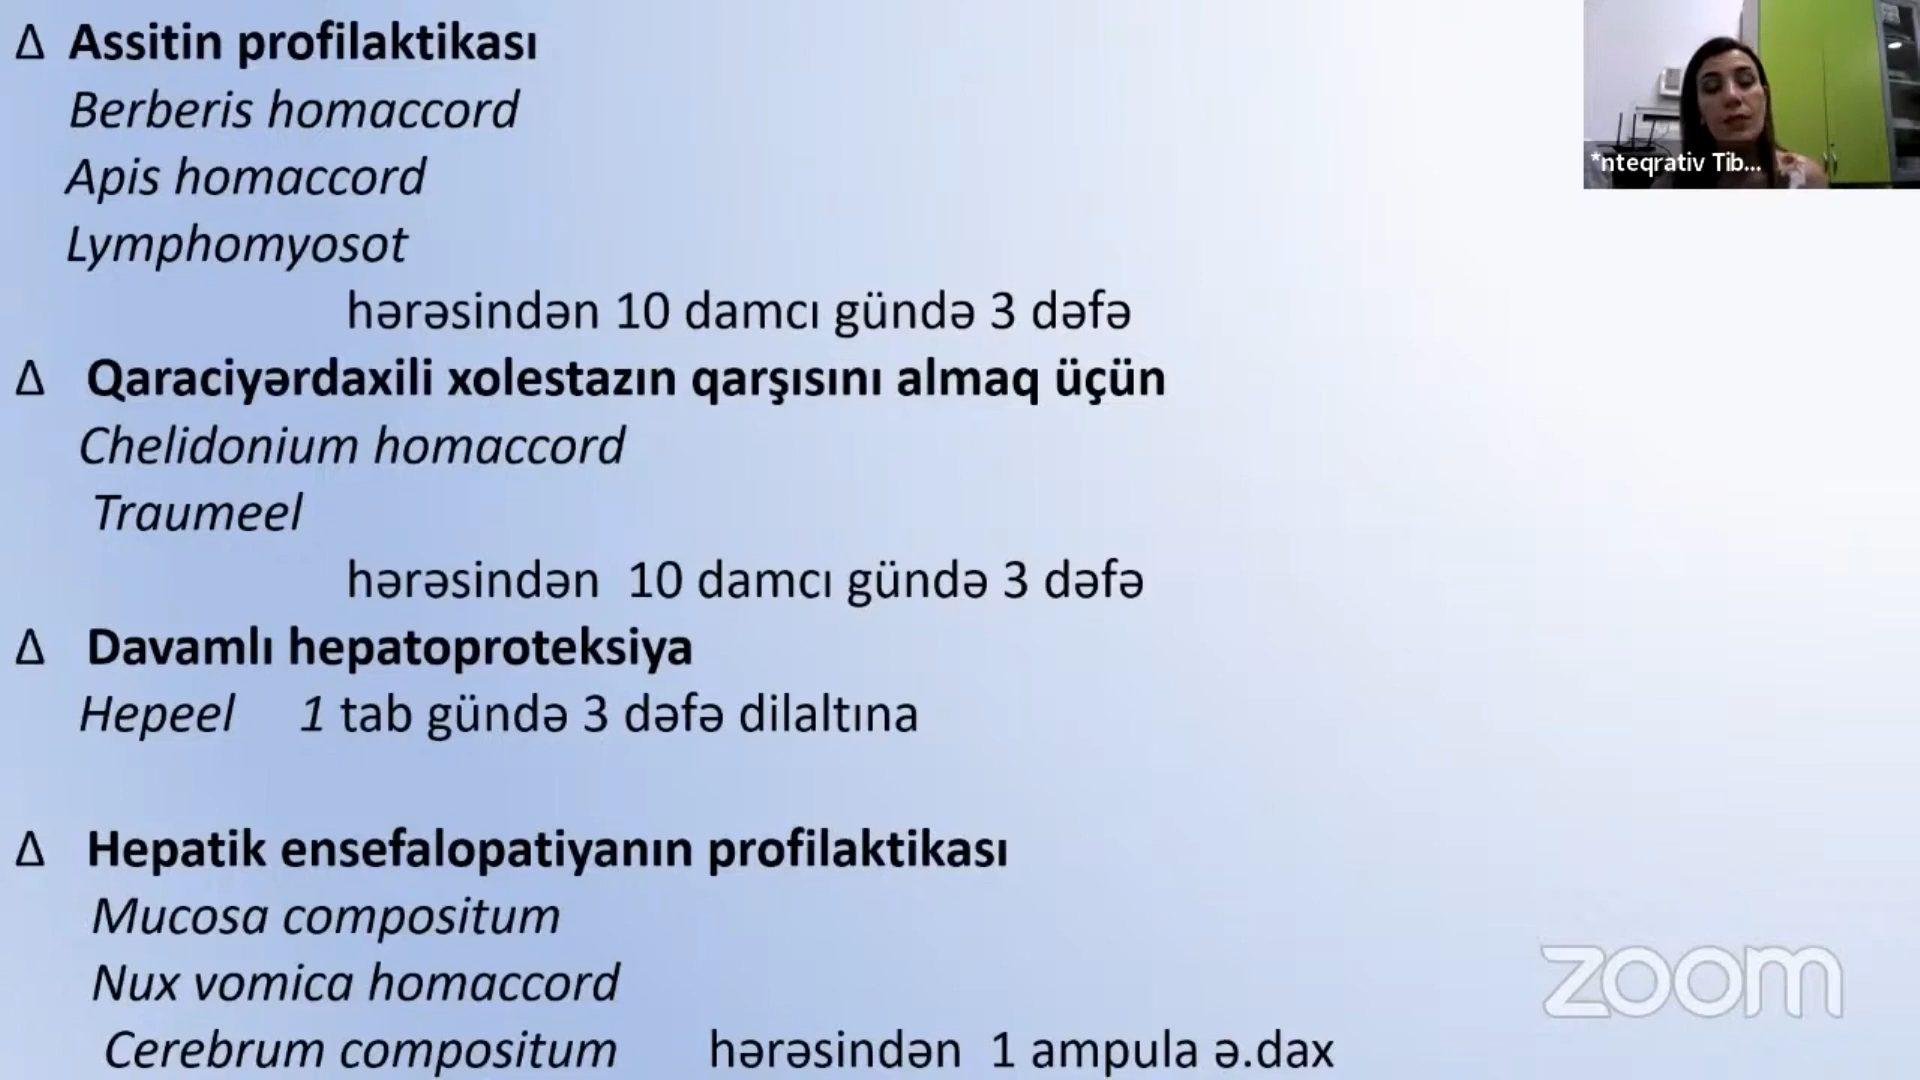 Δ Assitin profilaktikası
Berberis homaccord
Apis homaccord
Lymphomyosot
hərəsindən 10 damcı gündə 3 dəfə
Δ Qaraciyərdaxili xolestazın qarşısını almaq üçün
Chelidonium homaccord
Traumeel
hərəsindən 10 damcı gündə 3 dəfə
Δ Davamlı hepatoproteksiya
Hepeel 1 tab gündə 3 dəfə dilaltına
Δ Hepatik ensefalopatiyanın profilaktikası
Mucosa compositum
Nux vomica homaccord
Cerebrum compositum hərəsindən 1 ampula ə.dax
*nteqrativ Tib...
zoom